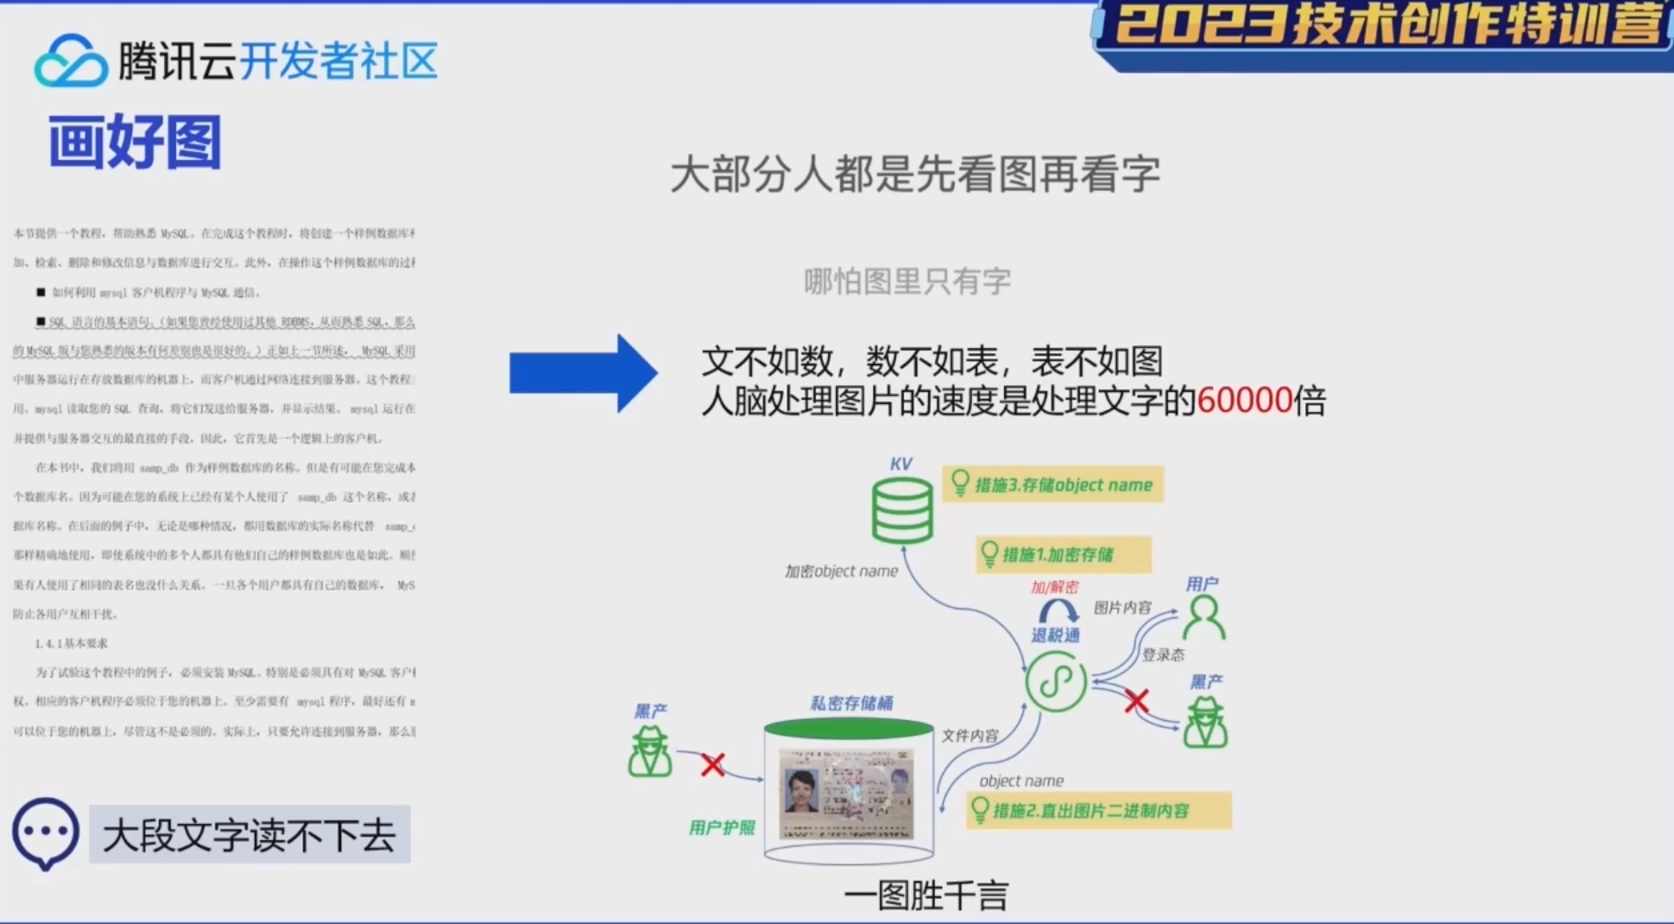 2023技术创作特训营
腾讯云开发者社区
画好图
大部分人都是先看图再看字
哪怕图里只有字
文不如数，数不如表，表不如图
人脑处理图片的速度是处理文字的60000倍
本节提供一个教程，帮助熟悉 MySQL。在完成这个教程时，将创建一个样例数据库和
加、检索、删除和修改信息与数据库进行交互。此外，在操作这个样例数据库的过程
■ 如何利用 mysql 客户机程序与 MySQL 通信。
■ SQL 语言的基本语句。（如果您曾经使用过其他 RDBMS，从而熟悉 SQL，那么
的 MySQL 版与您熟悉的版本有何差别也是很好的。）正如上一节所述， MySQL 采用
中服务器运行在存放数据库的机器上，而客户机通过网络连接到服务器。这个教程
用。mysql 读取您的 SQL 查询，将它们发送给服务器，并显示结果。 mysql 运行在
并提供与服务器交互的最直接的手段，因此，它首先是一个逻辑上的客户机。
在本书中，我们将用 samp_db 作为样例数据库的名称。但是有可能在您完成本
个数据库名。因为可能在您的系统上已经有某个人使用了 samp_db 这个名称，或者
据库名称。在后面的例子中，无论是哪种情况，都用数据库的实际名称代替 samp_
那样精确地使用，即使系统中的多个人都具有他们自己的样例数据库也是如此。顺便
果有人使用了相同的表名也没什么关系。一旦各个用户都具有自己的数据库， MyS
防止各用户互相干扰。
1.4.1基本要求
为了试验这个教程中的例子，必须安装 MySQL。特别是必须具有对 MySQL 客户机
权。相应的客户机程序必须位于您的机器上。至少需要有 mysql 程序，最好还有 m
可以位于您的机器上，尽管这不是必须的。实际上，只要允许连接到服务器，那么
大段文字读不下去
KV
措施3.存储object name
措施1.加密存储
加密object name
加/解密
图片内容
用户
退税通
登录态
黑产
黑产
私密存储桶
文件内容
object name
措施2.直出图片二进制内容
用户护照
一图胜千言